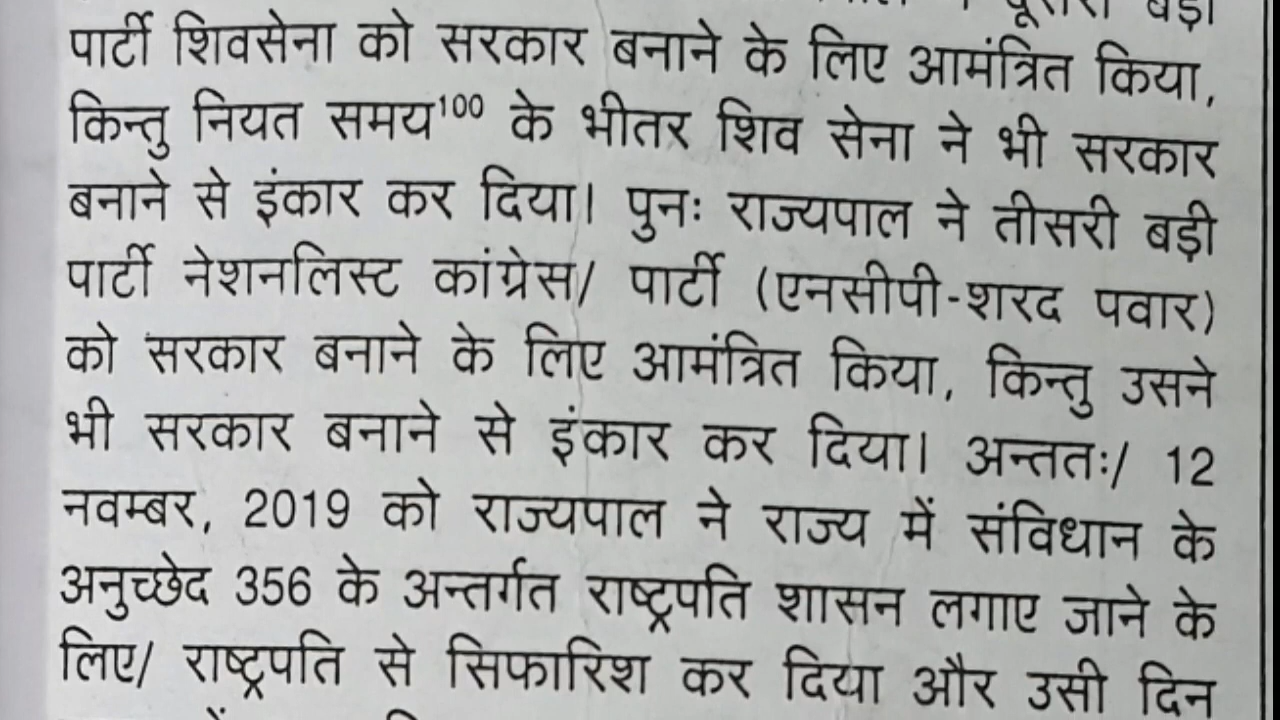 दूसरी बड़ी
पार्टी शिवसेना को सरकार बनाने के लिए आमंत्रित किया,
किन्तु नियत समय¹⁰⁰ के भीतर शिव सेना ने भी सरकार
बनाने से इंकार कर दिया। पुनः राज्यपाल ने तीसरी बड़ी
पार्टी नेशनलिस्ट कांग्रेस/ पार्टी (एनसीपी-शरद पवार)
को सरकार बनाने के लिए आमंत्रित किया, किन्तु उसने
भी सरकार बनाने से इंकार कर दिया। अन्ततः/ 12
नवम्बर, 2019 को राज्यपाल ने राज्य में संविधान के
अनुच्छेद 356 के अन्तर्गत राष्ट्रपति शासन लगाए जाने के
लिए/ राष्ट्रपति से सिफारिश कर दिया और उसी दिन